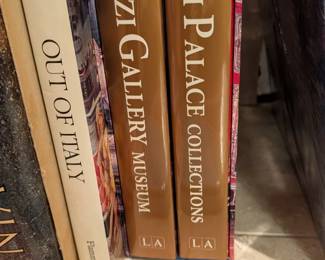 OUT OF ITALY
ZI GALLERY MUSEUM
LA
I PALACE COLLECTIONS
LA